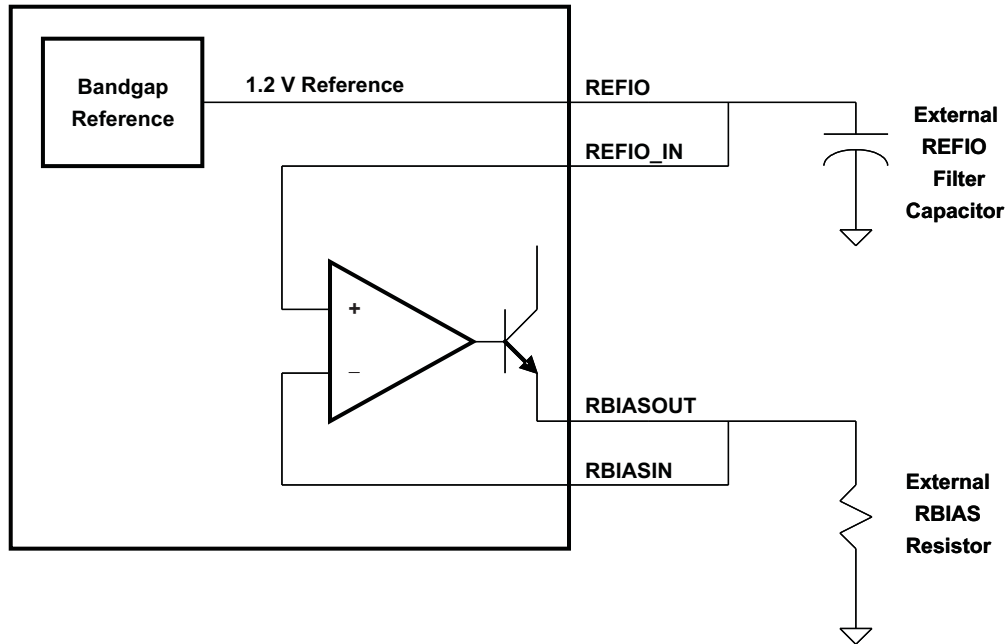 Bandgap
Reference
1.2 V Reference
REFIO
REFIO_IN
External
REFIO
Filter
Capacitor
+
–
RBIASOUT
RBIASIN
External
RBIAS
Resistor